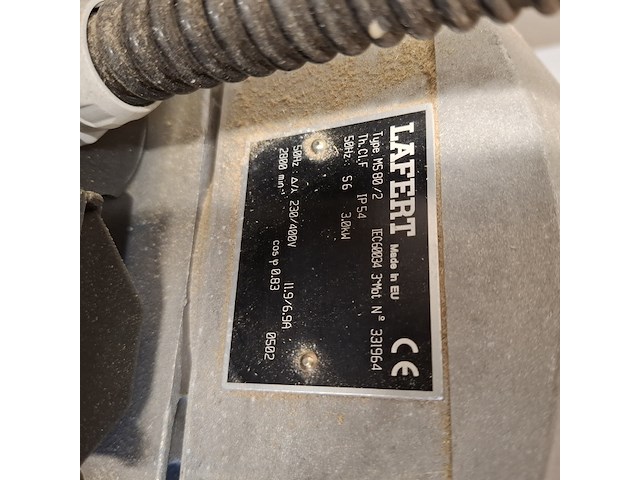 LAFERT Made in EU CE
Type MS 80/2 IEC60034 3~Mot Nº 331964
Th.Cl.F IP54
50Hz: S6 3.0kW
50Hz: Δ/⅄ 230/400V 11.9/6.9A
2800 min⁻¹ cos φ 0.83 0502